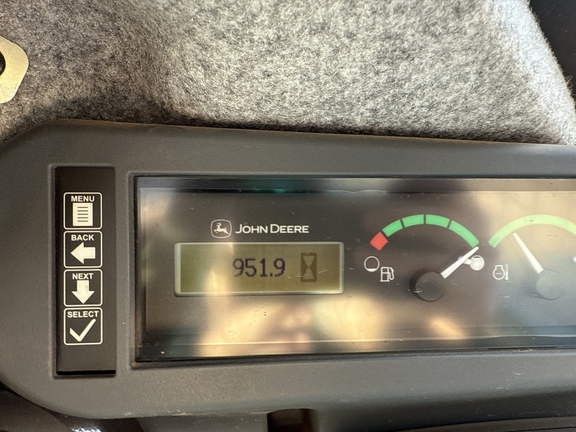 MENU
BACK
NEXT
SELECT
JOHN DEERE
951.9